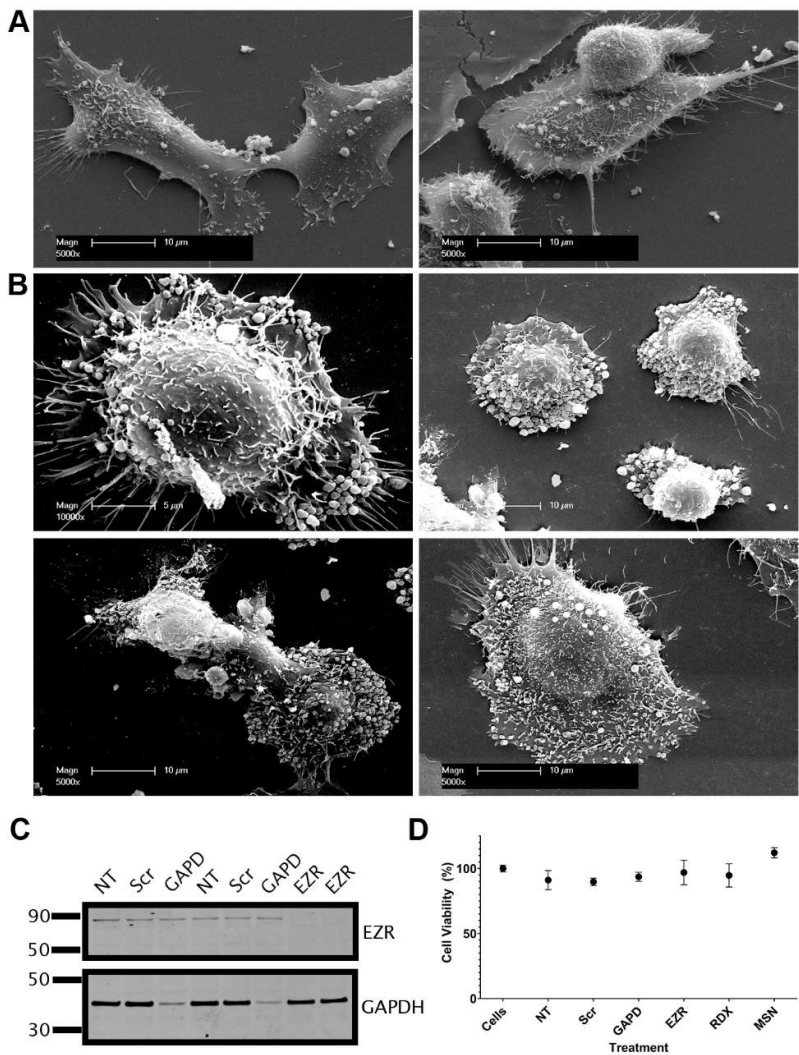 A
Magn 10 µm
5000x
Magn 10 µm
5000x
B
Magn 5 µm
10000x
10 µm
Magn 10 µm
5000x
Magn 10 µm
5000x
C
NT Scr GAPD NT Scr GAPD EZR EZR
90
50
EZR
50
30
GAPDH
D
Cell Viability (%)
100
50
0
Cells NT Scr GAPD EZR RDX MSN
Treatment